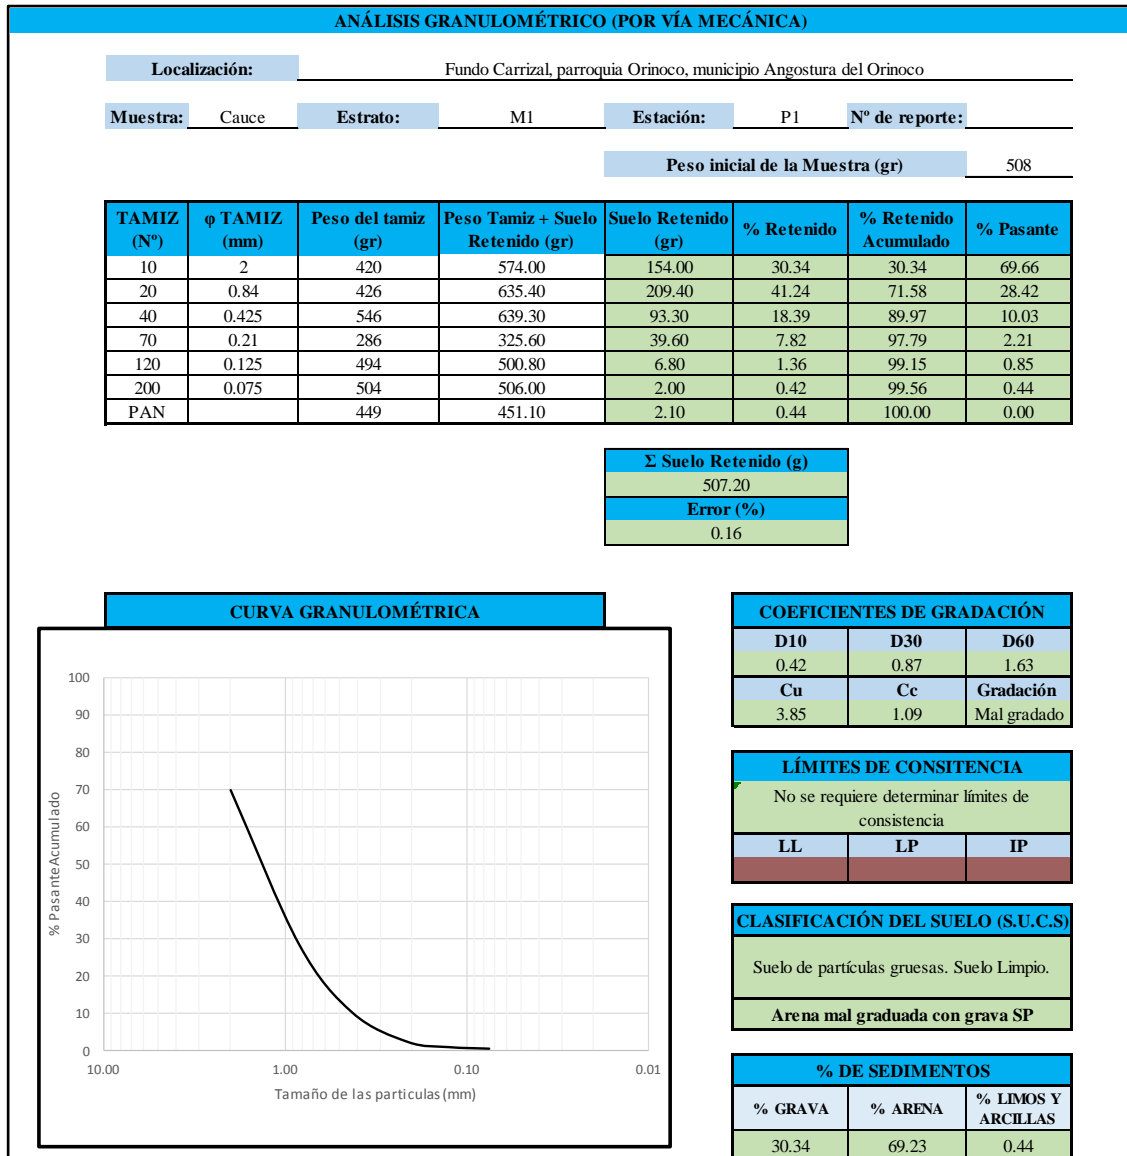 ANÁLISIS GRANULOMÉTRICO (POR VÍA MECÁNICA)
Localización: Fundo Carrizal, parroquia Orinoco, municipio Angostura del Orinoco
Muestra: Cauce Estrato: M1 Estación: P1 Nº de reporte:
Peso inicial de la Muestra (gr) 508
TAMIZ (Nº) φ TAMIZ (mm) Peso del tamiz (gr) Peso Tamiz + Suelo Retenido (gr) Suelo Retenido (gr) % Retenido % Retenido Acumulado % Pasante
10 2 420 574.00 154.00 30.34 30.34 69.66
20 0.84 426 635.40 209.40 41.24 71.58 28.42
40 0.425 546 639.30 93.30 18.39 89.97 10.03
70 0.21 286 325.60 39.60 7.82 97.79 2.21
120 0.125 494 500.80 6.80 1.36 99.15 0.85
200 0.075 504 506.00 2.00 0.42 99.56 0.44
PAN 449 451.10 2.10 0.44 100.00 0.00
Σ Suelo Retenido (g)
507.20
Error (%)
0.16
CURVA GRANULOMÉTRICA
% Pasante Acumulado
100
90
80
70
60
50
40
30
20
10
0
10.00 1.00 0.10 0.01
Tamaño de las particulas (mm)
COEFICIENTES DE GRADACIÓN
D10 D30 D60
0.42 0.87 1.63
Cu Cc Gradación
3.85 1.09 Mal gradado
LÍMITES DE CONSITENCIA
No se requiere determinar límites de
consistencia
LL LP IP
CLASIFICACIÓN DEL SUELO (S.U.C.S)
Suelo de partículas gruesas. Suelo Limpio.
Arena mal graduada con grava SP
% DE SEDIMENTOS
% GRAVA % ARENA % LIMOS Y ARCILLAS
30.34 69.23 0.44